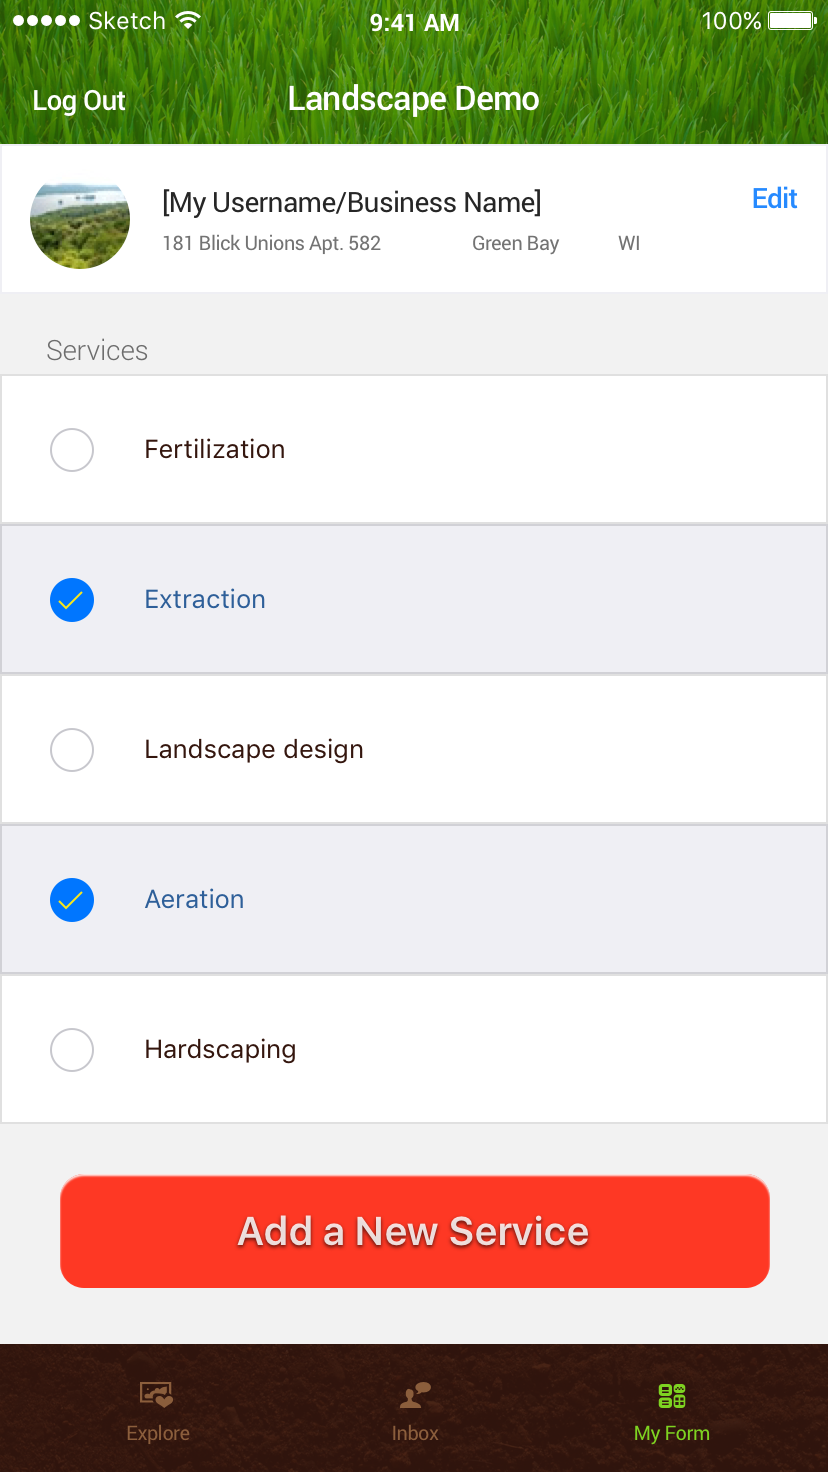 Sketch 9:41 AM 100%
Log Out Landscape Demo
[My Username/Business Name] Edit
181 Blick Unions Apt. 582 Green Bay WI
Services
Fertilization
Extraction
Landscape design
Aeration
Hardscaping
Add a New Service
Explore Inbox My Form